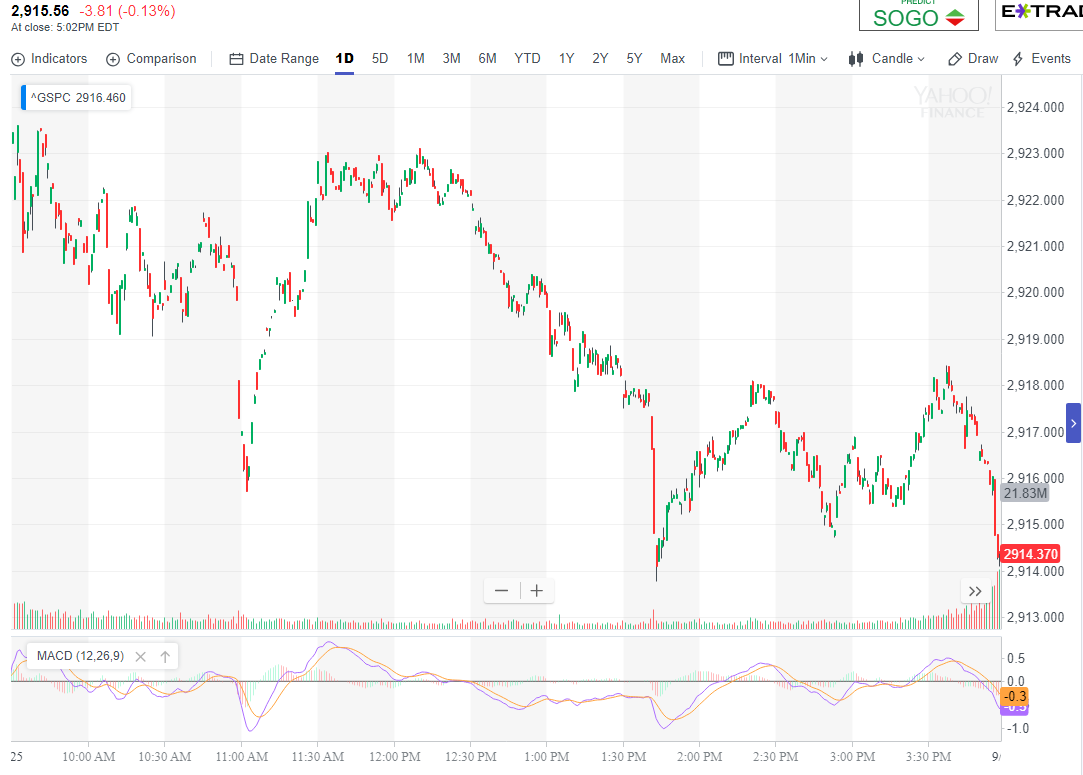 2,915.56 -3.81 (-0.13%)
At close: 5:02PM EDT
PREDICT
SOGO
E*TRAD
Indicators Comparison Date Range 1D 5D 1M 3M 6M YTD 1Y 2Y 5Y Max Interval 1Min Candle Draw Events
^GSPC 2916.460
YAHOO!
FINANCE
2,924.000
2,923.000
2,922.000
2,921.000
2,920.000
2,919.000
2,918.000
2,917.000
2,916.000
21.83M
2,915.000
2914.370
2,914.000
2,913.000
MACD (12,26,9)
0.5
0.0
-0.3
-0.5
-1.0
25 10:00 AM 10:30 AM 11:00 AM 11:30 AM 12:00 PM 12:30 PM 1:00 PM 1:30 PM 2:00 PM 2:30 PM 3:00 PM 3:30 PM 9/